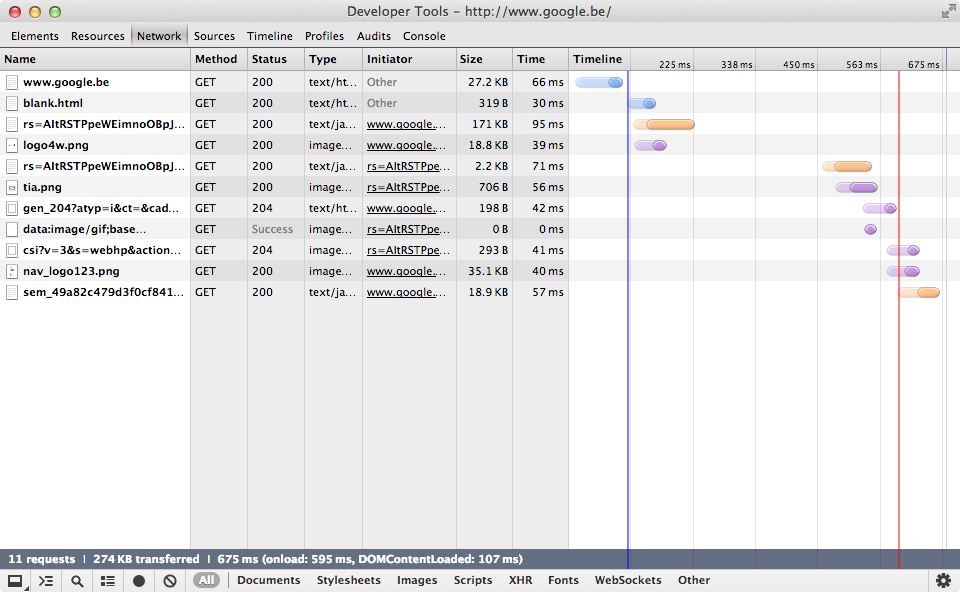 Developer Tools - http://www.google.be/
Elements Resources Network Sources Timeline Profiles Audits Console
Name Method Status Type Initiator Size Time Timeline 225 ms 338 ms 450 ms 563 ms 675 ms
www.google.be GET 200 text/ht... Other 27.2 KB 66 ms
blank.html GET 200 text/ht... Other 319 B 30 ms
rs=AItRSTPpeWEimnoOBpJ... GET 200 text/ja... www.google.... 171 KB 95 ms
logo4w.png GET 200 image... www.google.... 18.8 KB 39 ms
rs=AItRSTPpeWEimnoOBpJ... GET 200 text/ja... rs=AItRSTPpe... 2.2 KB 71 ms
tia.png GET 200 image... rs=AItRSTPpe... 706 B 56 ms
gen_204?atyp=i&ct=&cad... GET 204 text/ht... www.google.... 198 B 42 ms
data:image/gif;base... GET Success image... rs=AItRSTPpe... 0 B 0 ms
csi?v=3&s=webhp&action... GET 204 image... rs=AItRSTPpe... 293 B 41 ms
nav_logo123.png GET 200 image... www.google.... 35.1 KB 40 ms
sem_49a82c479d3f0cf841... GET 200 text/ja... www.google.... 18.9 KB 57 ms
11 requests | 274 KB transferred | 675 ms (onload: 595 ms, DOMContentLoaded: 107 ms)
All Documents Stylesheets Images Scripts XHR Fonts WebSockets Other